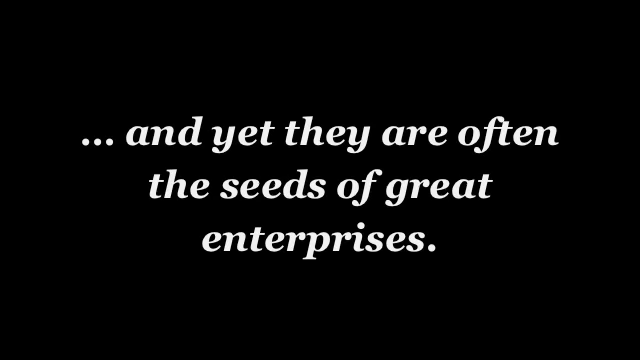 ... and yet they are often
the seeds of great
enterprises.